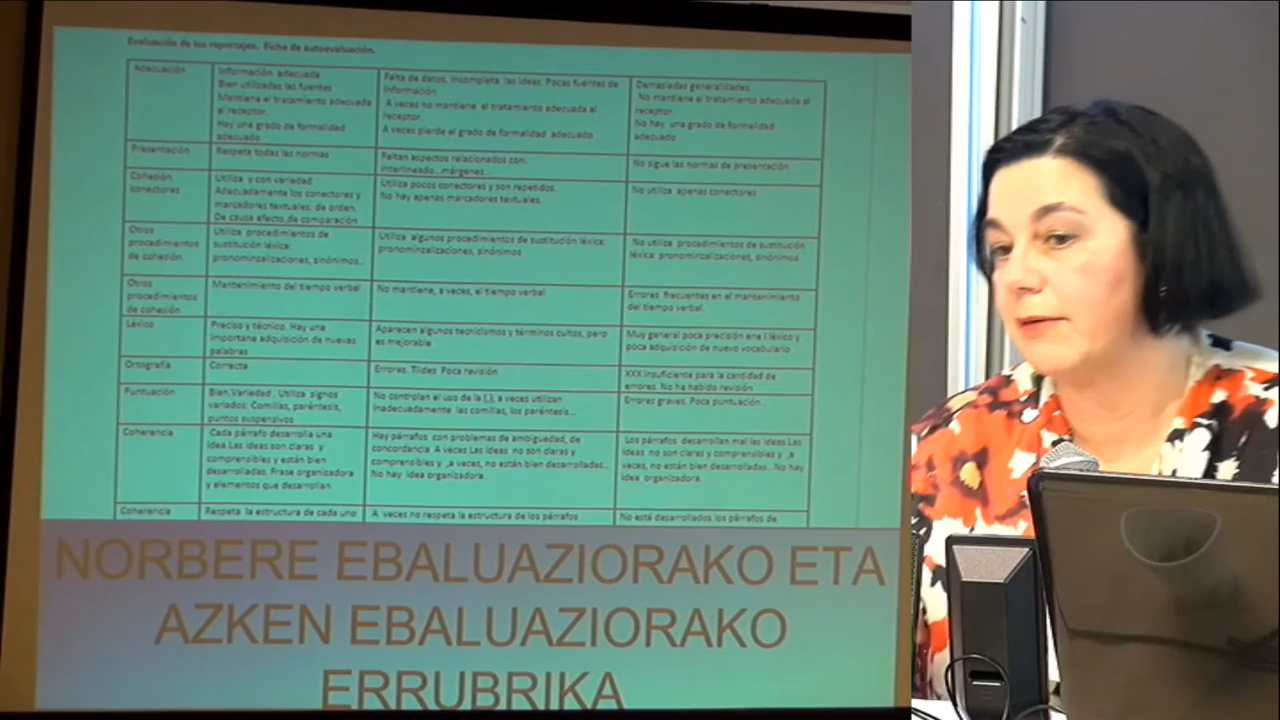 Evaluación de los reportajes. Ficha de autoevaluación.
Adecuación
Información adecuada
Bien utilizadas las fuentes
Mantiene el tratamiento adecuada
al receptor.
Hay una grado de formalidad
adecuado
Falta de datos. Incompleta las ideas. Pocas fuentes de
información
A veces no mantiene el tratamiento adecuada al
receptor.
A veces pierde el grado de formalidad adecuado
Demasiadas generalidades.
No mantiene el tratamiento adecuada al
receptor.
No hay una grado de formalidad
adecuado
Presentación
Respeta todas las normas
Faltan aspectos relacionados con:
interlineado...márgenes...
No sigue las normas de presentación
Cohesión
conectores
Utiliza y con variedad
Adecuadamente los conectores y
marcadores textuales: de orden.
De causa efecto, de comparación
Utiliza pocos conectores y son repetidos.
No hay apenas marcadores textuales.
No utiliza apenas conectores
Otros
procedimientos
de cohesión
Utiliza procedimientos de
sustitución léxica:
pronominzalizaciones, sinónimos..
Utiliza algunos procedimientos de sustitución léxica:
pronominzalizaciones, sinónimos
No utiliza procedimientos de sustitución
léxica: pronominzalizaciones, sinónimos
Otros
procedimientos
de cohesión
Mantenimiento del tiempo verbal
No mantiene, a veces, el tiempo verbal
Errores frecuentes en el mantenimiento
del tiempo verbal.
Léxico
Preciso y técnico. Hay una
importane adquisición de nuevas
palabras
Aparecen algunos tecnicismos y términos cultos, pero
es mejorable
Muy general poca precisión ene l léxico y
poca adquisición de nuevo vocabulario
Ortografía
Correcta
Errores. Tildes Poca revisión
XXX insuficiente para la cantidad de
errores. No ha habido revisión
Puntuación
Bien.Variedad . Utiliza signos
variados: Comillas, paréntesis,
puntos suspensivos
No controlan el uso de la (,), a veces utilizan
inadecuadamente las comillas, los paréntesis...
Errores graves. Poca puntuación .
Coherencia
Cada párrafo desarrolla una
idea.Las ideas son claras y
comprensibles y están bien
desarrolladas. Frase organizadora
y elementos que desarrollan
Hay párrafos con problemas de ambiguedad, de
concordancia A veces Las ideas no son claras y
comprensibles y ,a veces, no están bien desarrolladas..
No hay idea organizadora.
Los párrafos desarrollan mal las ideas.Las
ideas no son claras y comprensibles y ,a
veces, no están bien desarrolladas.. No hay
idea organizadora.
Coherencia
Respeta la estructura de cada uno
A veces no respeta la estructura de los párrafos
No está desarrollados los párrafos de
NORBERE EBALUAZIORAKO ETA
AZKEN EBALUAZIORAKO
ERRUBRIKA